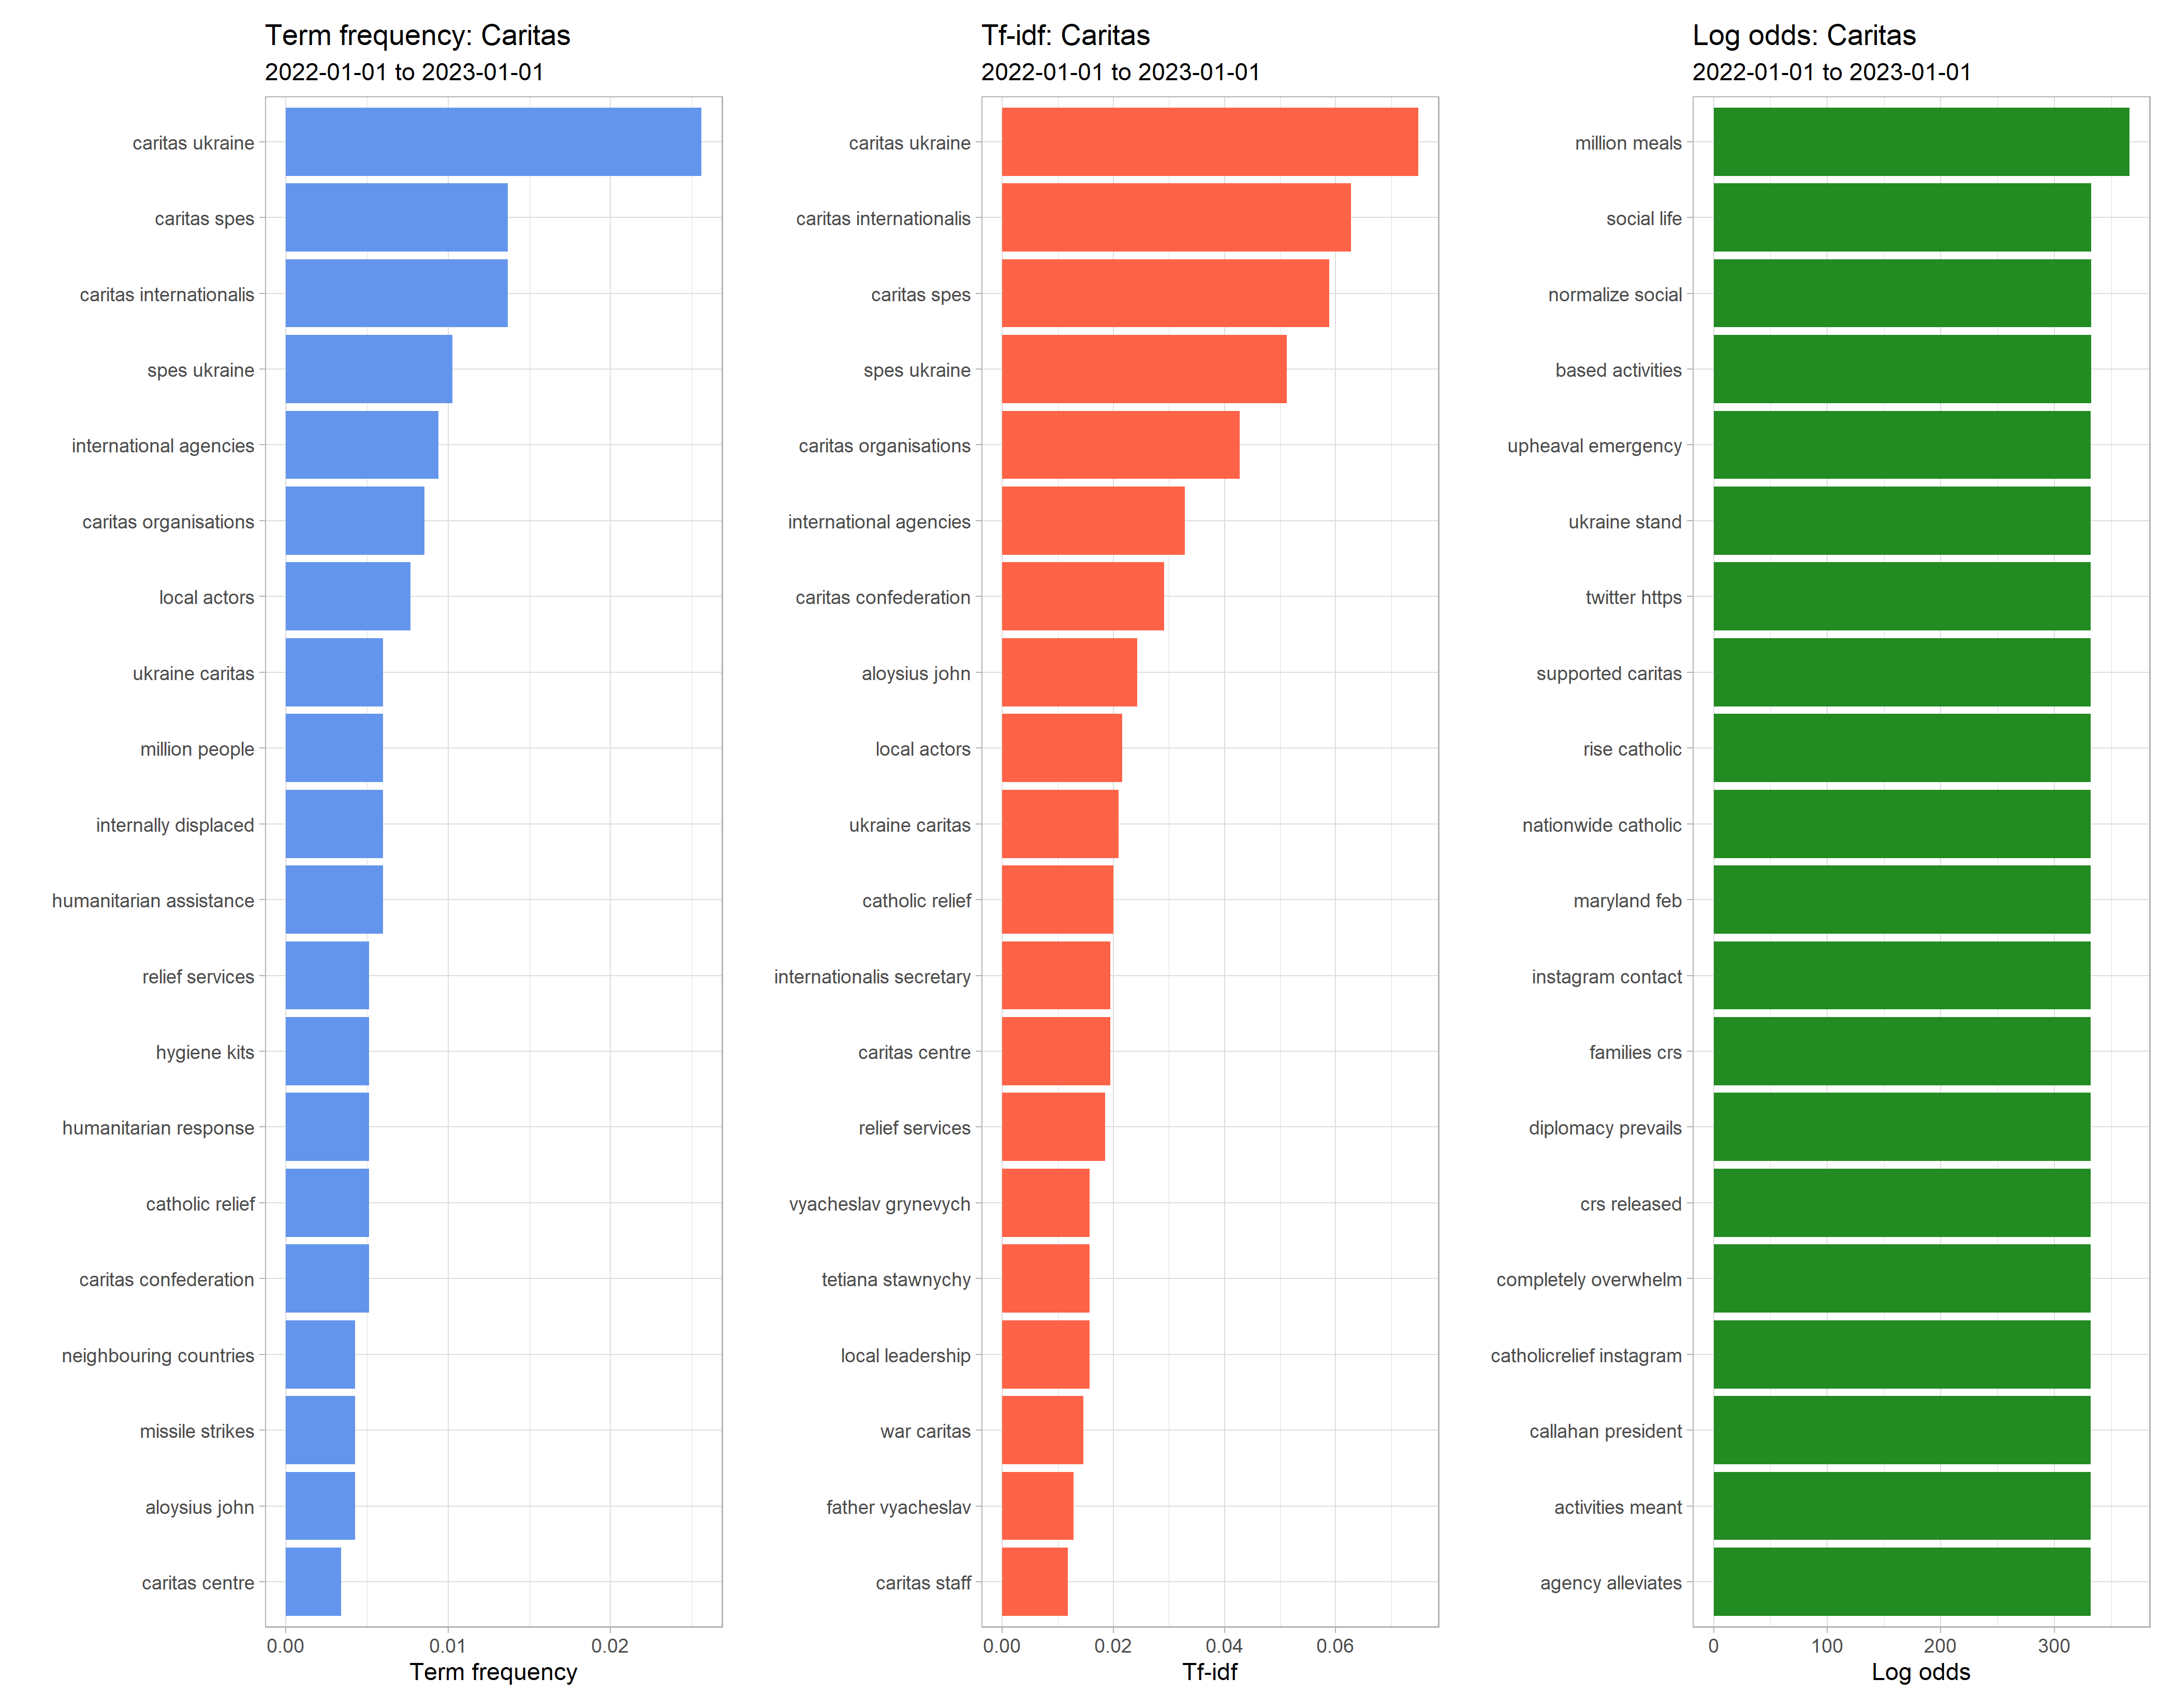 Term frequency: Caritas
2022-01-01 to 2023-01-01
caritas ukraine
caritas spes
caritas internationalis
spes ukraine
international agencies
caritas organisations
local actors
ukraine caritas
million people
internally displaced
humanitarian assistance
relief services
hygiene kits
humanitarian response
catholic relief
caritas confederation
neighbouring countries
missile strikes
aloysius john
caritas centre
0.00 0.01 0.02
Term frequency
Tf-idf: Caritas
2022-01-01 to 2023-01-01
caritas ukraine
caritas internationalis
caritas spes
spes ukraine
caritas organisations
international agencies
caritas confederation
aloysius john
local actors
ukraine caritas
catholic relief
internationalis secretary
caritas centre
relief services
vyacheslav grynevych
tetiana stawnychy
local leadership
war caritas
father vyacheslav
caritas staff
0.00 0.02 0.04 0.06
Tf-idf
Log odds: Caritas
2022-01-01 to 2023-01-01
million meals
social life
normalize social
based activities
upheaval emergency
ukraine stand
twitter https
supported caritas
rise catholic
nationwide catholic
maryland feb
instagram contact
families crs
diplomacy prevails
crs released
completely overwhelm
catholicrelief instagram
callahan president
activities meant
agency alleviates
0 100 200 300
Log odds